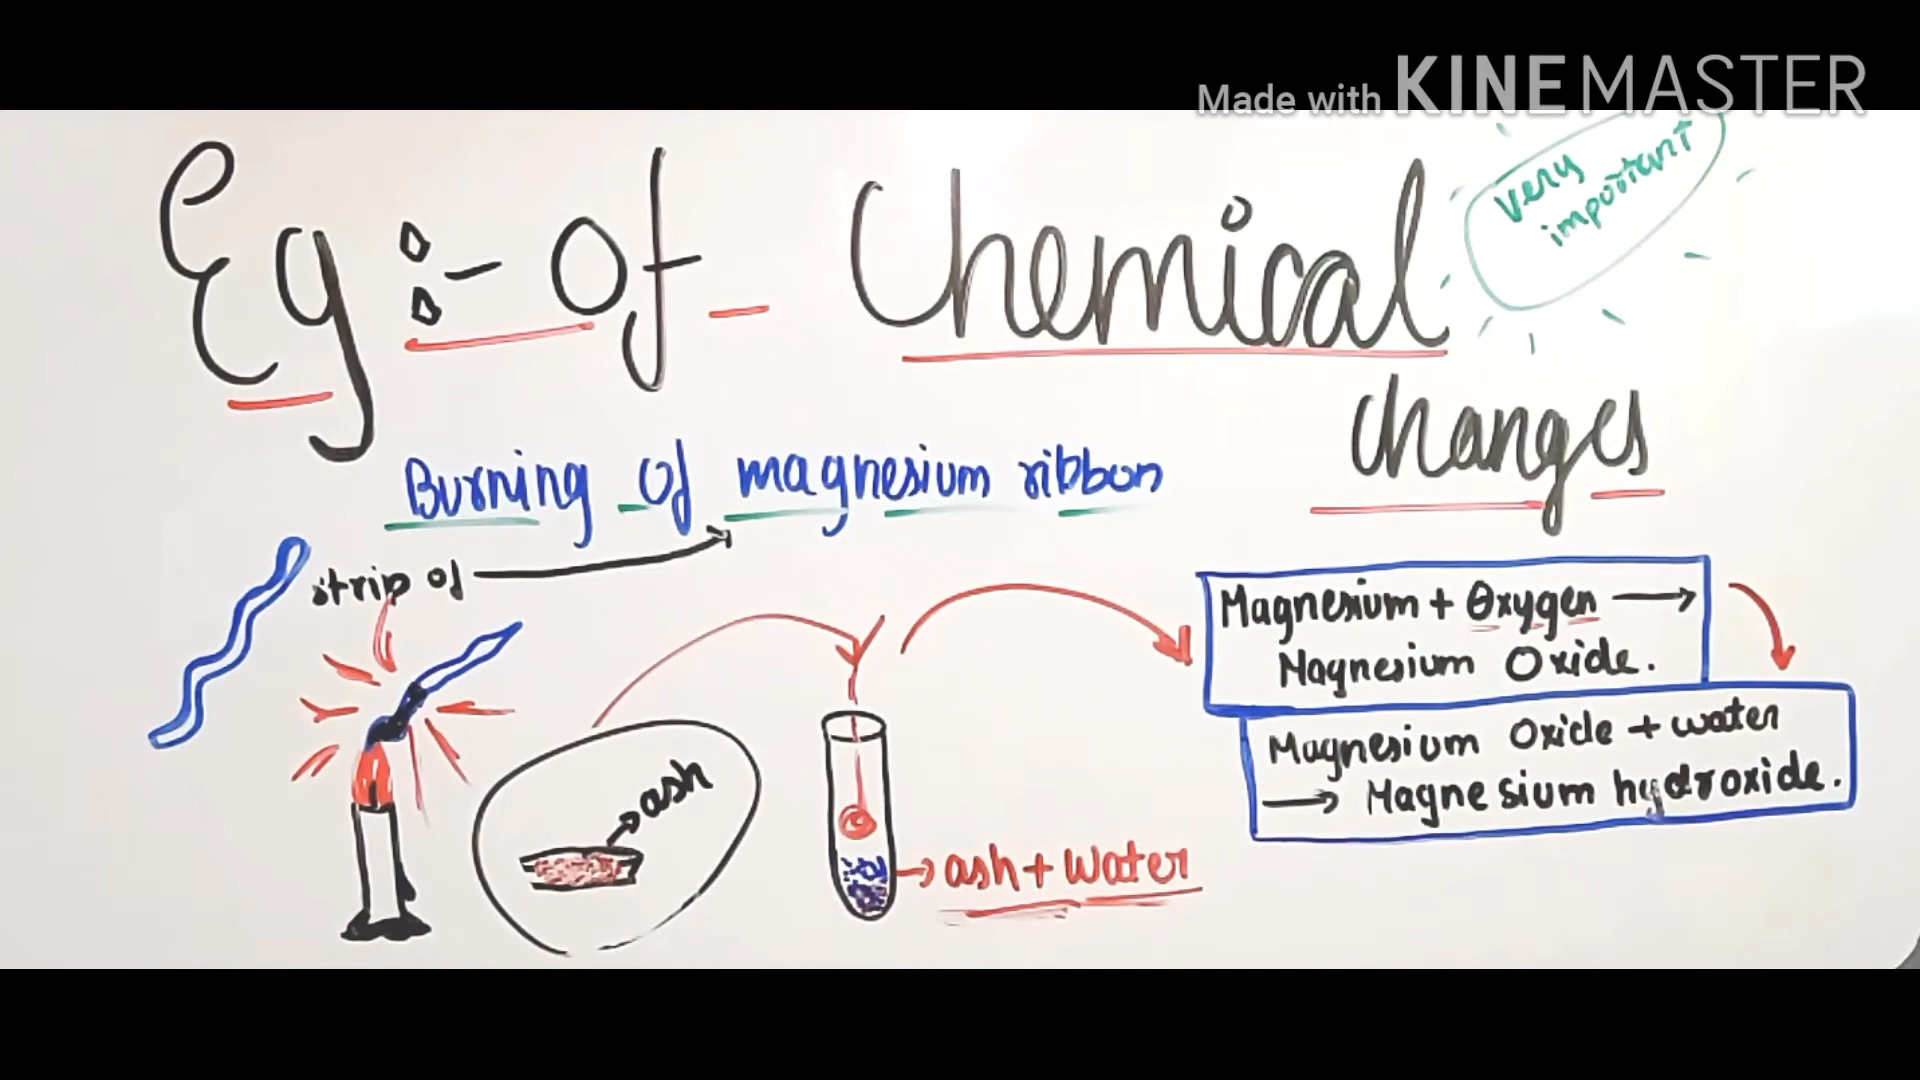 Made with KINEMASTER
very
important
Eg:- Of Chemical
changes
Burning of magnesium ribbon
strip of
Magnesium + Oxygen →
Magnesium Oxide.
Magnesium Oxide + water
→ Magnesium hydroxide.
ash
ash + Water